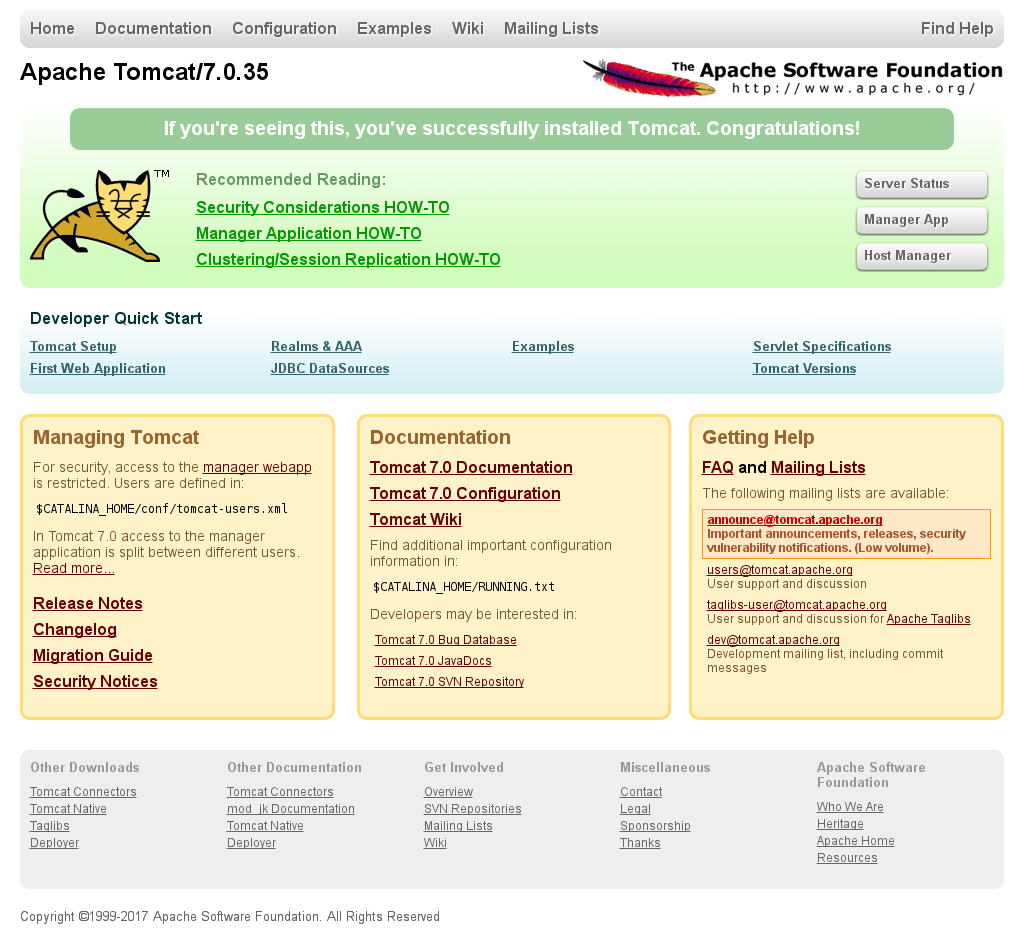 Home Documentation Configuration Examples Wiki Mailing Lists Find Help
Apache Tomcat/7.0.35
The Apache Software Foundation
http://www.apache.org/
If you're seeing this, you've successfully installed Tomcat. Congratulations!
TM
Recommended Reading:
Security Considerations HOW-TO
Manager Application HOW-TO
Clustering/Session Replication HOW-TO
Server Status
Manager App
Host Manager
Developer Quick Start
Tomcat Setup
First Web Application
Realms & AAA
JDBC DataSources
Examples
Servlet Specifications
Tomcat Versions
Managing Tomcat
For security, access to the manager webapp
is restricted. Users are defined in:
$CATALINA_HOME/conf/tomcat-users.xml
In Tomcat 7.0 access to the manager
application is split between different users.
Read more...
Release Notes
Changelog
Migration Guide
Security Notices
Documentation
Tomcat 7.0 Documentation
Tomcat 7.0 Configuration
Tomcat Wiki
Find additional important configuration
information in:
$CATALINA_HOME/RUNNING.txt
Developers may be interested in:
Tomcat 7.0 Bug Database
Tomcat 7.0 JavaDocs
Tomcat 7.0 SVN Repository
Getting Help
FAQ and Mailing Lists
The following mailing lists are available:
announce@tomcat.apache.org
Important announcements, releases, security
vulnerability notifications. (Low volume).
users@tomcat.apache.org
User support and discussion
taglibs-user@tomcat.apache.org
User support and discussion for Apache Taglibs
dev@tomcat.apache.org
Development mailing list, including commit
messages
Other Downloads
Tomcat Connectors
Tomcat Native
Taglibs
Deployer
Other Documentation
Tomcat Connectors
mod_jk Documentation
Tomcat Native
Deployer
Get Involved
Overview
SVN Repositories
Mailing Lists
Wiki
Miscellaneous
Contact
Legal
Sponsorship
Thanks
Apache Software
Foundation
Who We Are
Heritage
Apache Home
Resources
Copyright ©1999-2017 Apache Software Foundation. All Rights Reserved